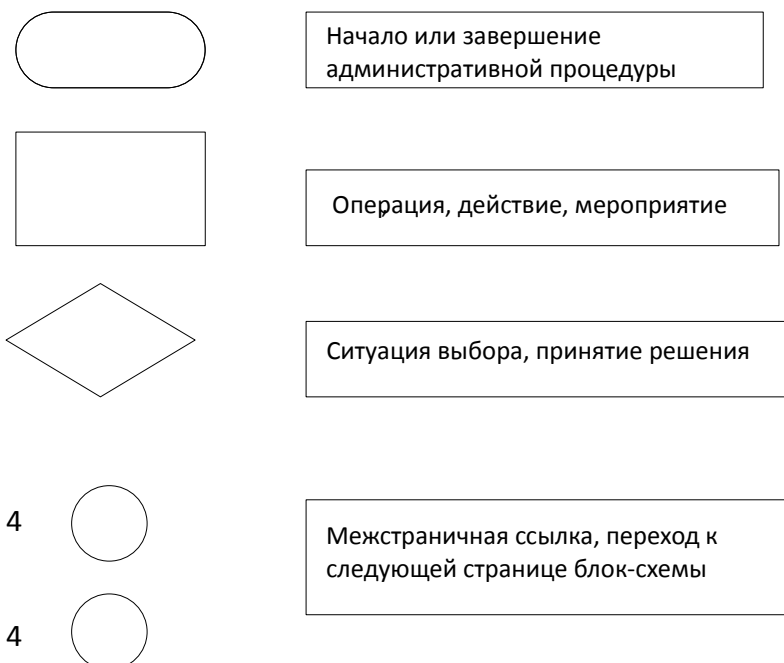 Начало или завершение
административной процедуры
Операция, действие, мероприятие
Ситуация выбора, принятие решения
4
Межстраничная ссылка, переход к
следующей странице блок-схемы
4